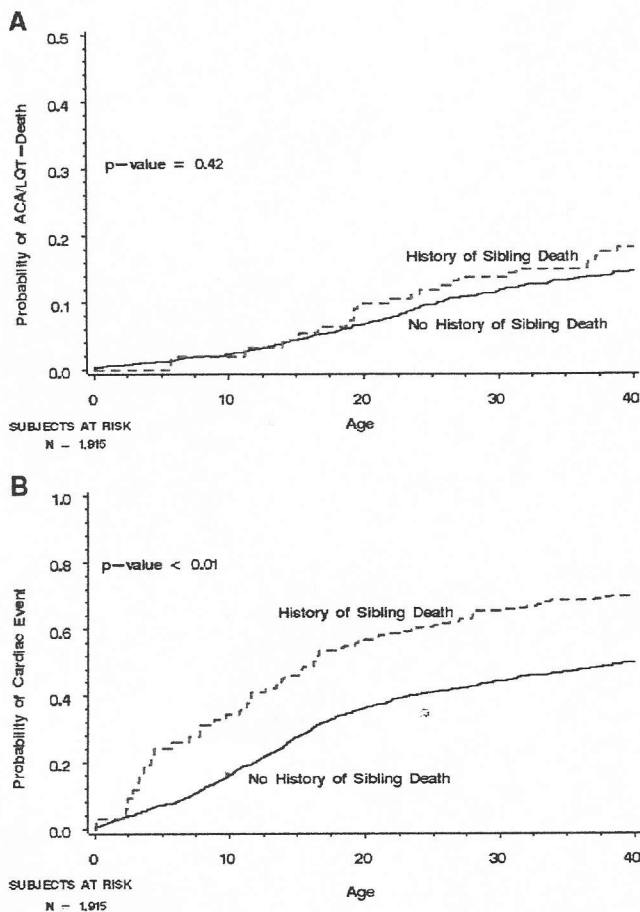 A
0.5
0.4
0.3
0.2
0.1
0.0
Probability of ACA/LQT-Death
p-value = 0.42
History of Sibling Death
No History of Sibling Death
0 10 20 30 40
Age
SUBJECTS AT RISK
N - 1,915
B
1.0
0.8
0.6
0.4
0.2
0.0
Probability of Cardiac Event
p-value < 0.01
History of Sibling Death
No History of Sibling Death
0 10 20 30 40
Age
SUBJECTS AT RISK
N - 1,915